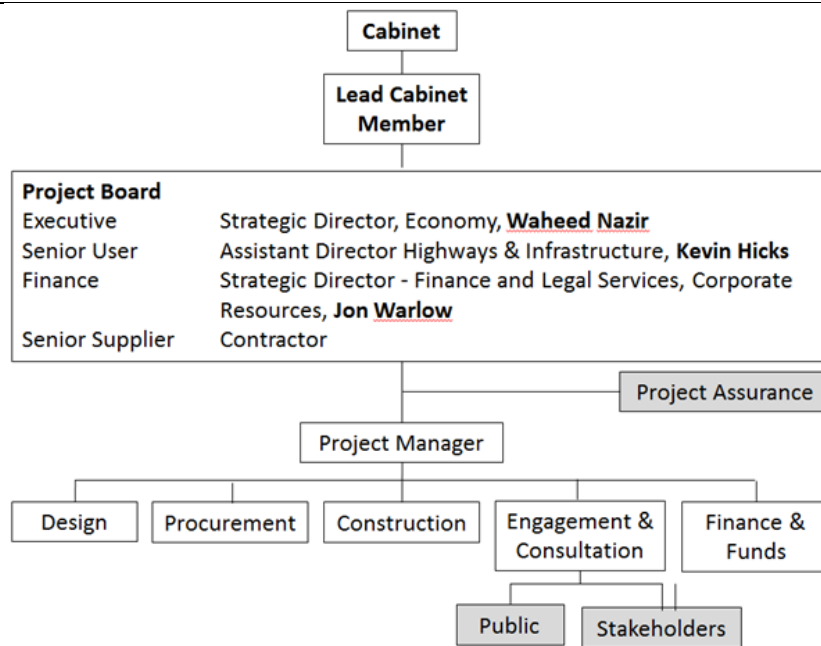 Cabinet
Lead Cabinet
Member
Project Board
Executive Strategic Director, Economy, Waheed Nazir
Senior User Assistant Director Highways & Infrastructure, Kevin Hicks
Finance Strategic Director - Finance and Legal Services, Corporate
Resources, Jon Warlow
Senior Supplier Contractor
Project Assurance
Project Manager
Design
Procurement
Construction
Engagement &
Consultation
Finance &
Funds
Public
Stakeholders